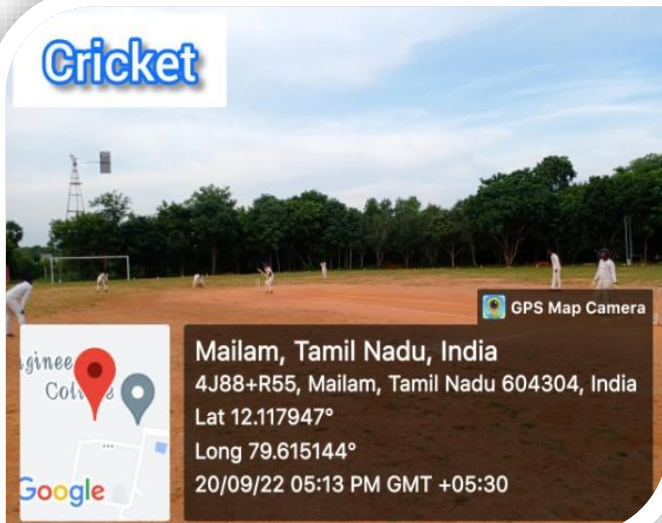 Cricket
GPS Map Camera
Mailam, Tamil Nadu, India
4J88+R55, Mailam, Tamil Nadu 604304, India
Lat 12.117947°
Long 79.615144°
20/09/22 05:13 PM GMT +05:30
Google